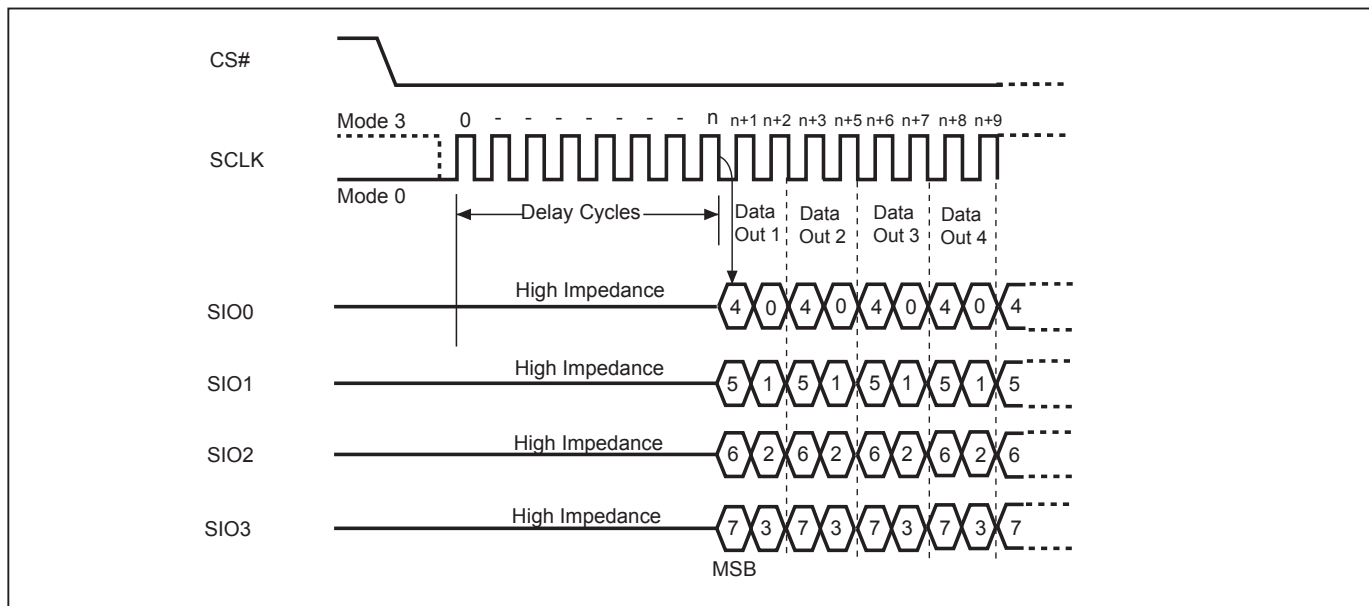 CS#
Mode 3
0 - - - - - - - n n+1 n+2 n+3 n+5 n+6 n+7 n+8 n+9
SCLK
Mode 0
Delay Cycles
Data Out 1
Data Out 2
Data Out 3
Data Out 4
High Impedance
SIO0
4 0 4 0 4 0 4 0 4
High Impedance
SIO1
5 1 5 1 5 1 5 1 5
High Impedance
SIO2
6 2 6 2 6 2 6 2 6
High Impedance
SIO3
7 3 7 3 7 3 7 3 7
MSB